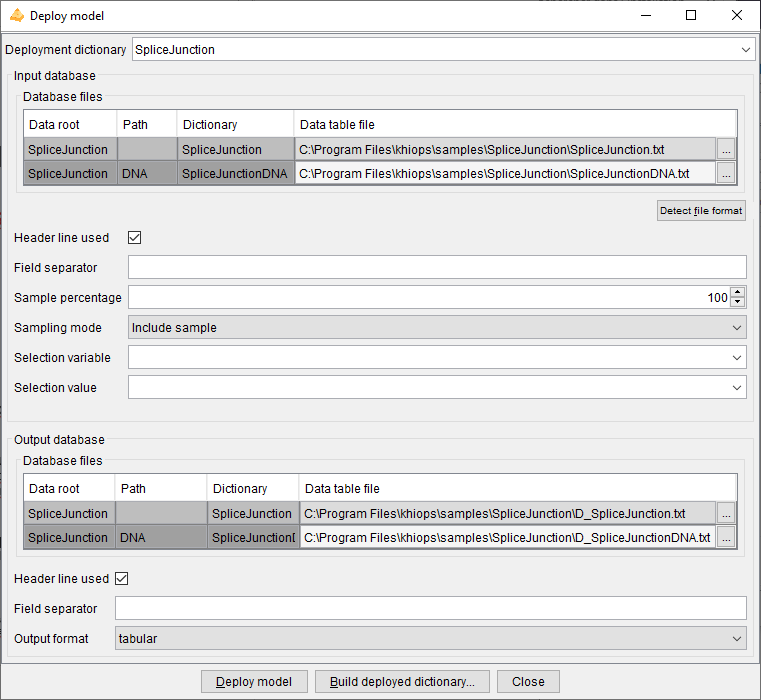 Deploy model
Deployment dictionary SpliceJunction
Input database
Database files
Data root Path Dictionary Data table file
SpliceJunction SpliceJunction C:\Program Files\khiops\samples\SpliceJunction\SpliceJunction.txt ...
SpliceJunction DNA SpliceJunctionDNA C:\Program Files\khiops\samples\SpliceJunction\SpliceJunctionDNA.txt ...
Detect file format
Header line used
Field separator
Sample percentage 100
Sampling mode Include sample
Selection variable
Selection value
Output database
Database files
Data root Path Dictionary Data table file
SpliceJunction SpliceJunction C:\Program Files\khiops\samples\SpliceJunction\D_SpliceJunction.txt ...
SpliceJunction DNA SpliceJunctionD C:\Program Files\khiops\samples\SpliceJunction\D_SpliceJunctionDNA.txt ...
Header line used
Field separator
Output format tabular
Deploy model Build deployed dictionary... Close